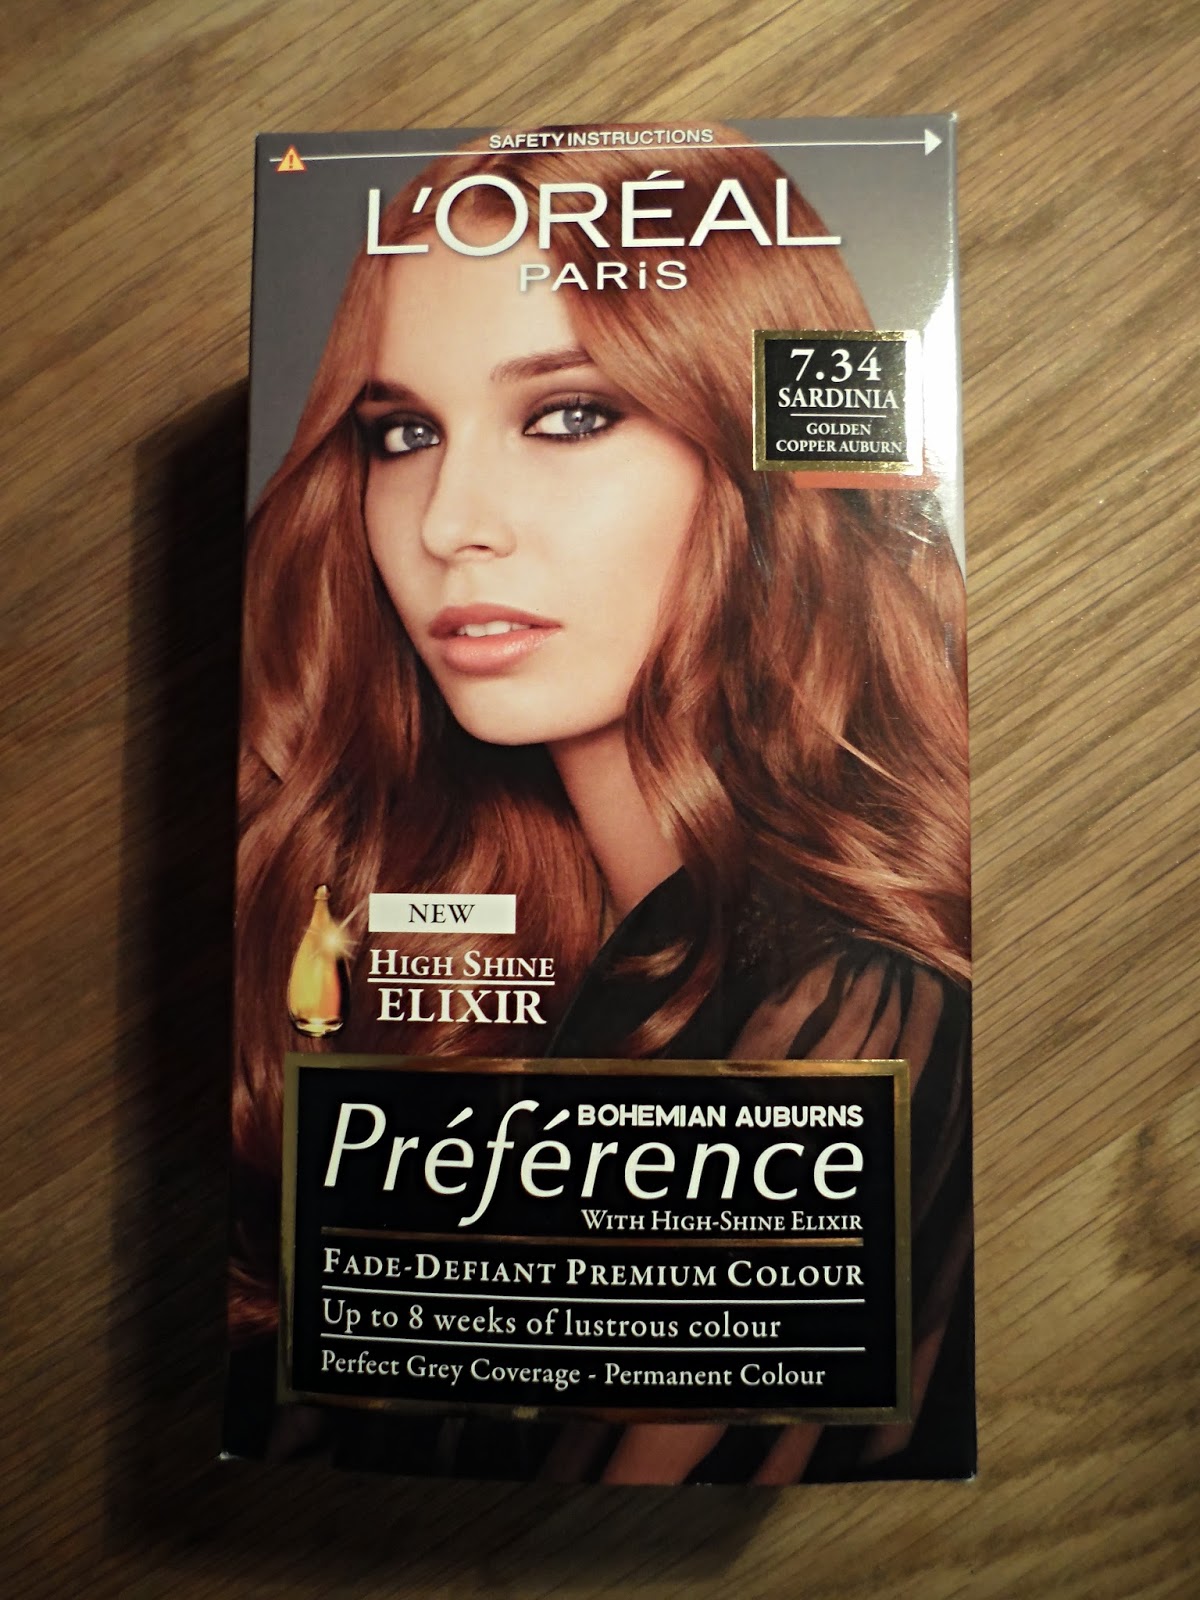 SAFETY INSTRUCTIONS
L'ORÉAL
PARiS
7.34
SARDINIA
GOLDEN
COPPER AUBURN
NEW
HIGH SHINE
ELIXIR
BOHEMIAN AUBURNS
Préférence
WITH HIGH-SHINE ELIXIR
FADE-DEFIANT PREMIUM COLOUR
Up to 8 weeks of lustrous colour
Perfect Grey Coverage - Permanent Colour